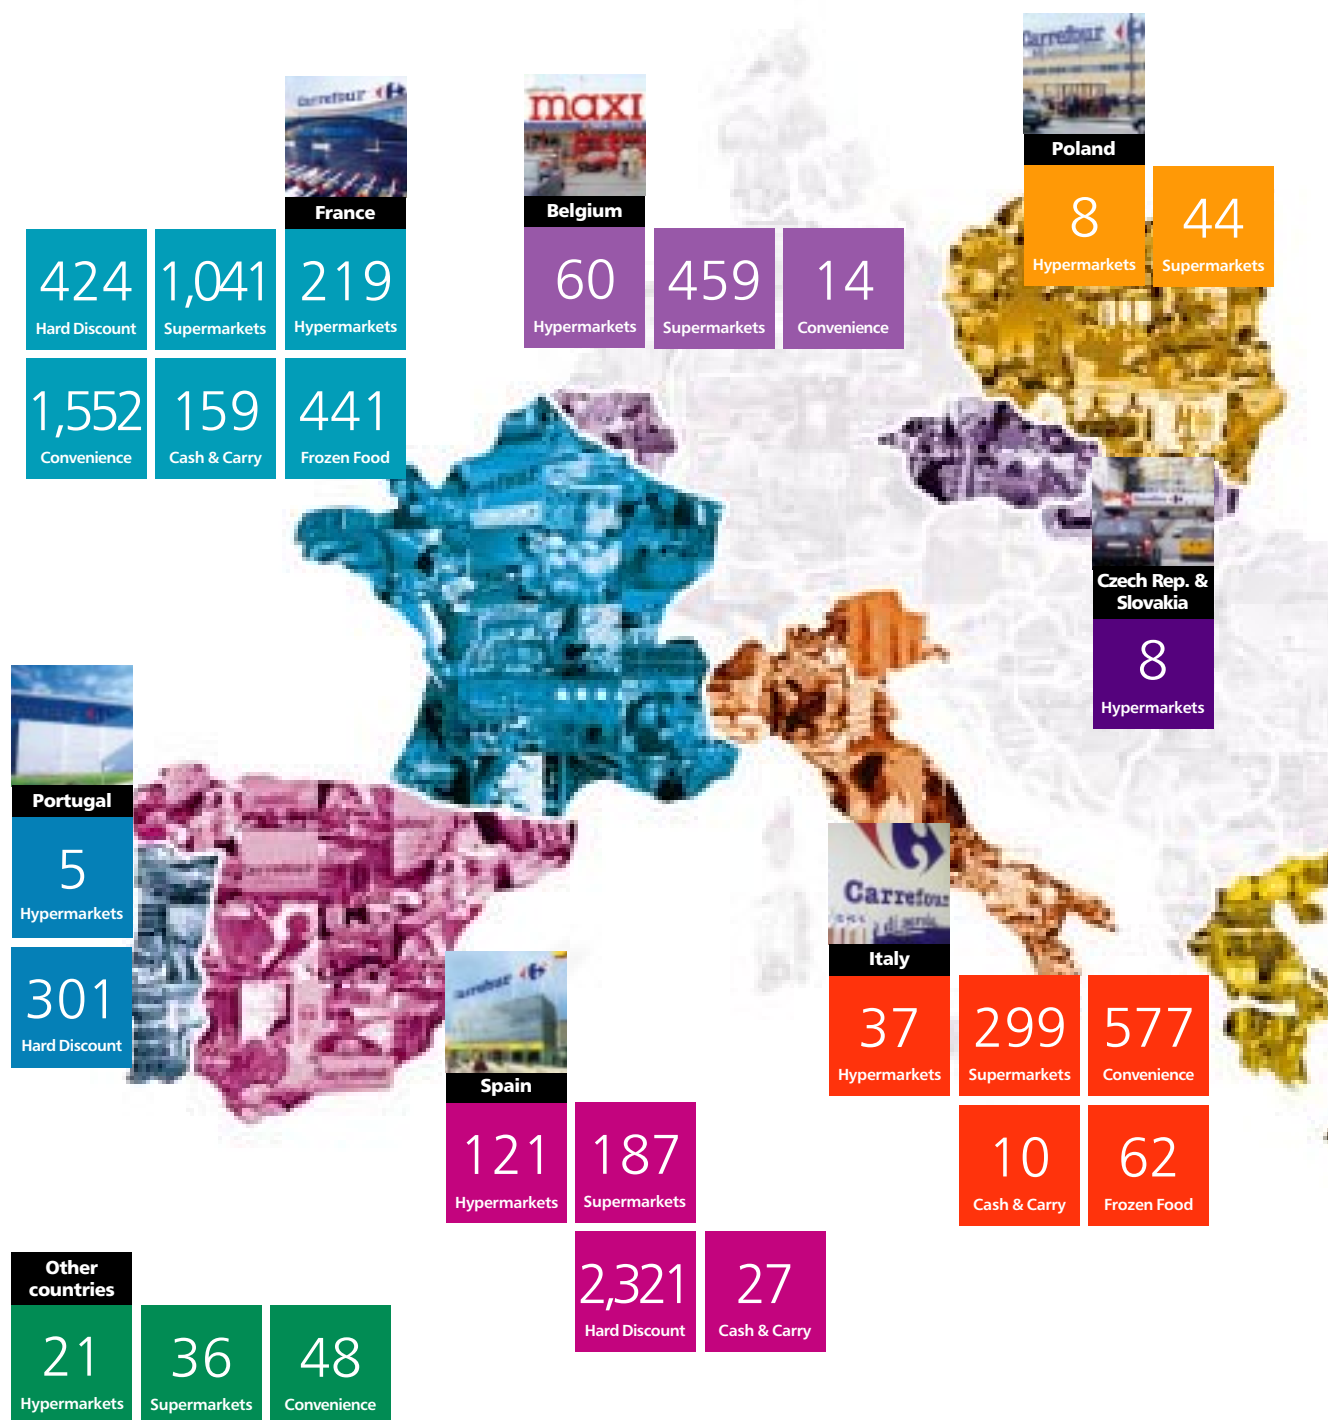 Carrefour
France
424
Hard Discount
1,041
Supermarkets
219
Hypermarkets
1,552
Convenience
159
Cash & Carry
441
Frozen Food
maxi
Belgium
60
Hypermarkets
459
Supermarkets
14
Convenience
Carrefour
Poland
8
Hypermarkets
44
Supermarkets
Czech Rep. &
Slovakia
8
Hypermarkets
Portugal
5
Hypermarkets
301
Hard Discount
Carrefour
Spain
121
Hypermarkets
187
Supermarkets
2,321
Hard Discount
27
Cash & Carry
Carrefour
Italy
37
Hypermarkets
299
Supermarkets
577
Convenience
10
Cash & Carry
62
Frozen Food
Other
countries
21
Hypermarkets
36
Supermarkets
48
Convenience